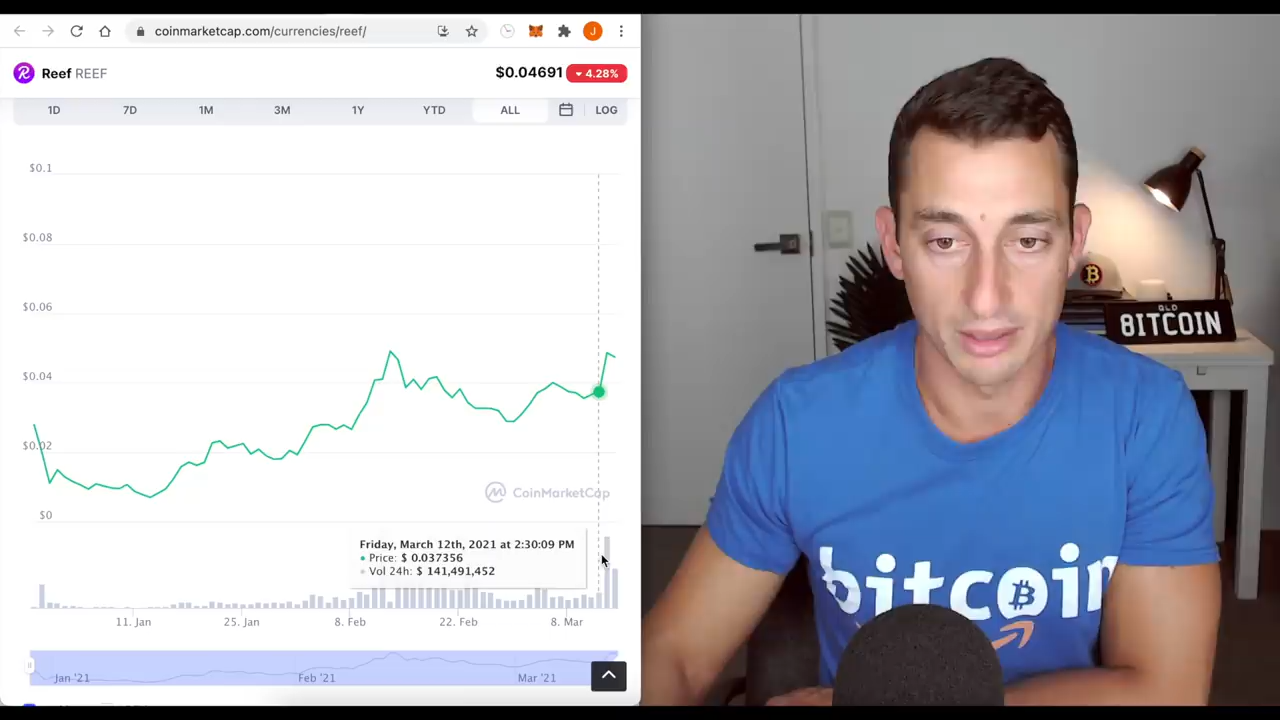 coinmarketcap.com/currencies/reef/
J
Reef REEF
$0.04691 4.28%
1D 7D 1M 3M 1Y YTD ALL LOG
$0.1
$0.08
$0.06
$0.04
$0.02
$0
CoinMarketCap
Friday, March 12th, 2021 at 2:30:09 PM
Price: $ 0.037356
Vol 24h: $ 141,491,452
11. Jan 25. Jan 8. Feb 22. Feb 8. Mar
Jan '21 Feb '21 Mar '21
QLD
8ITCOIN
bitcoin